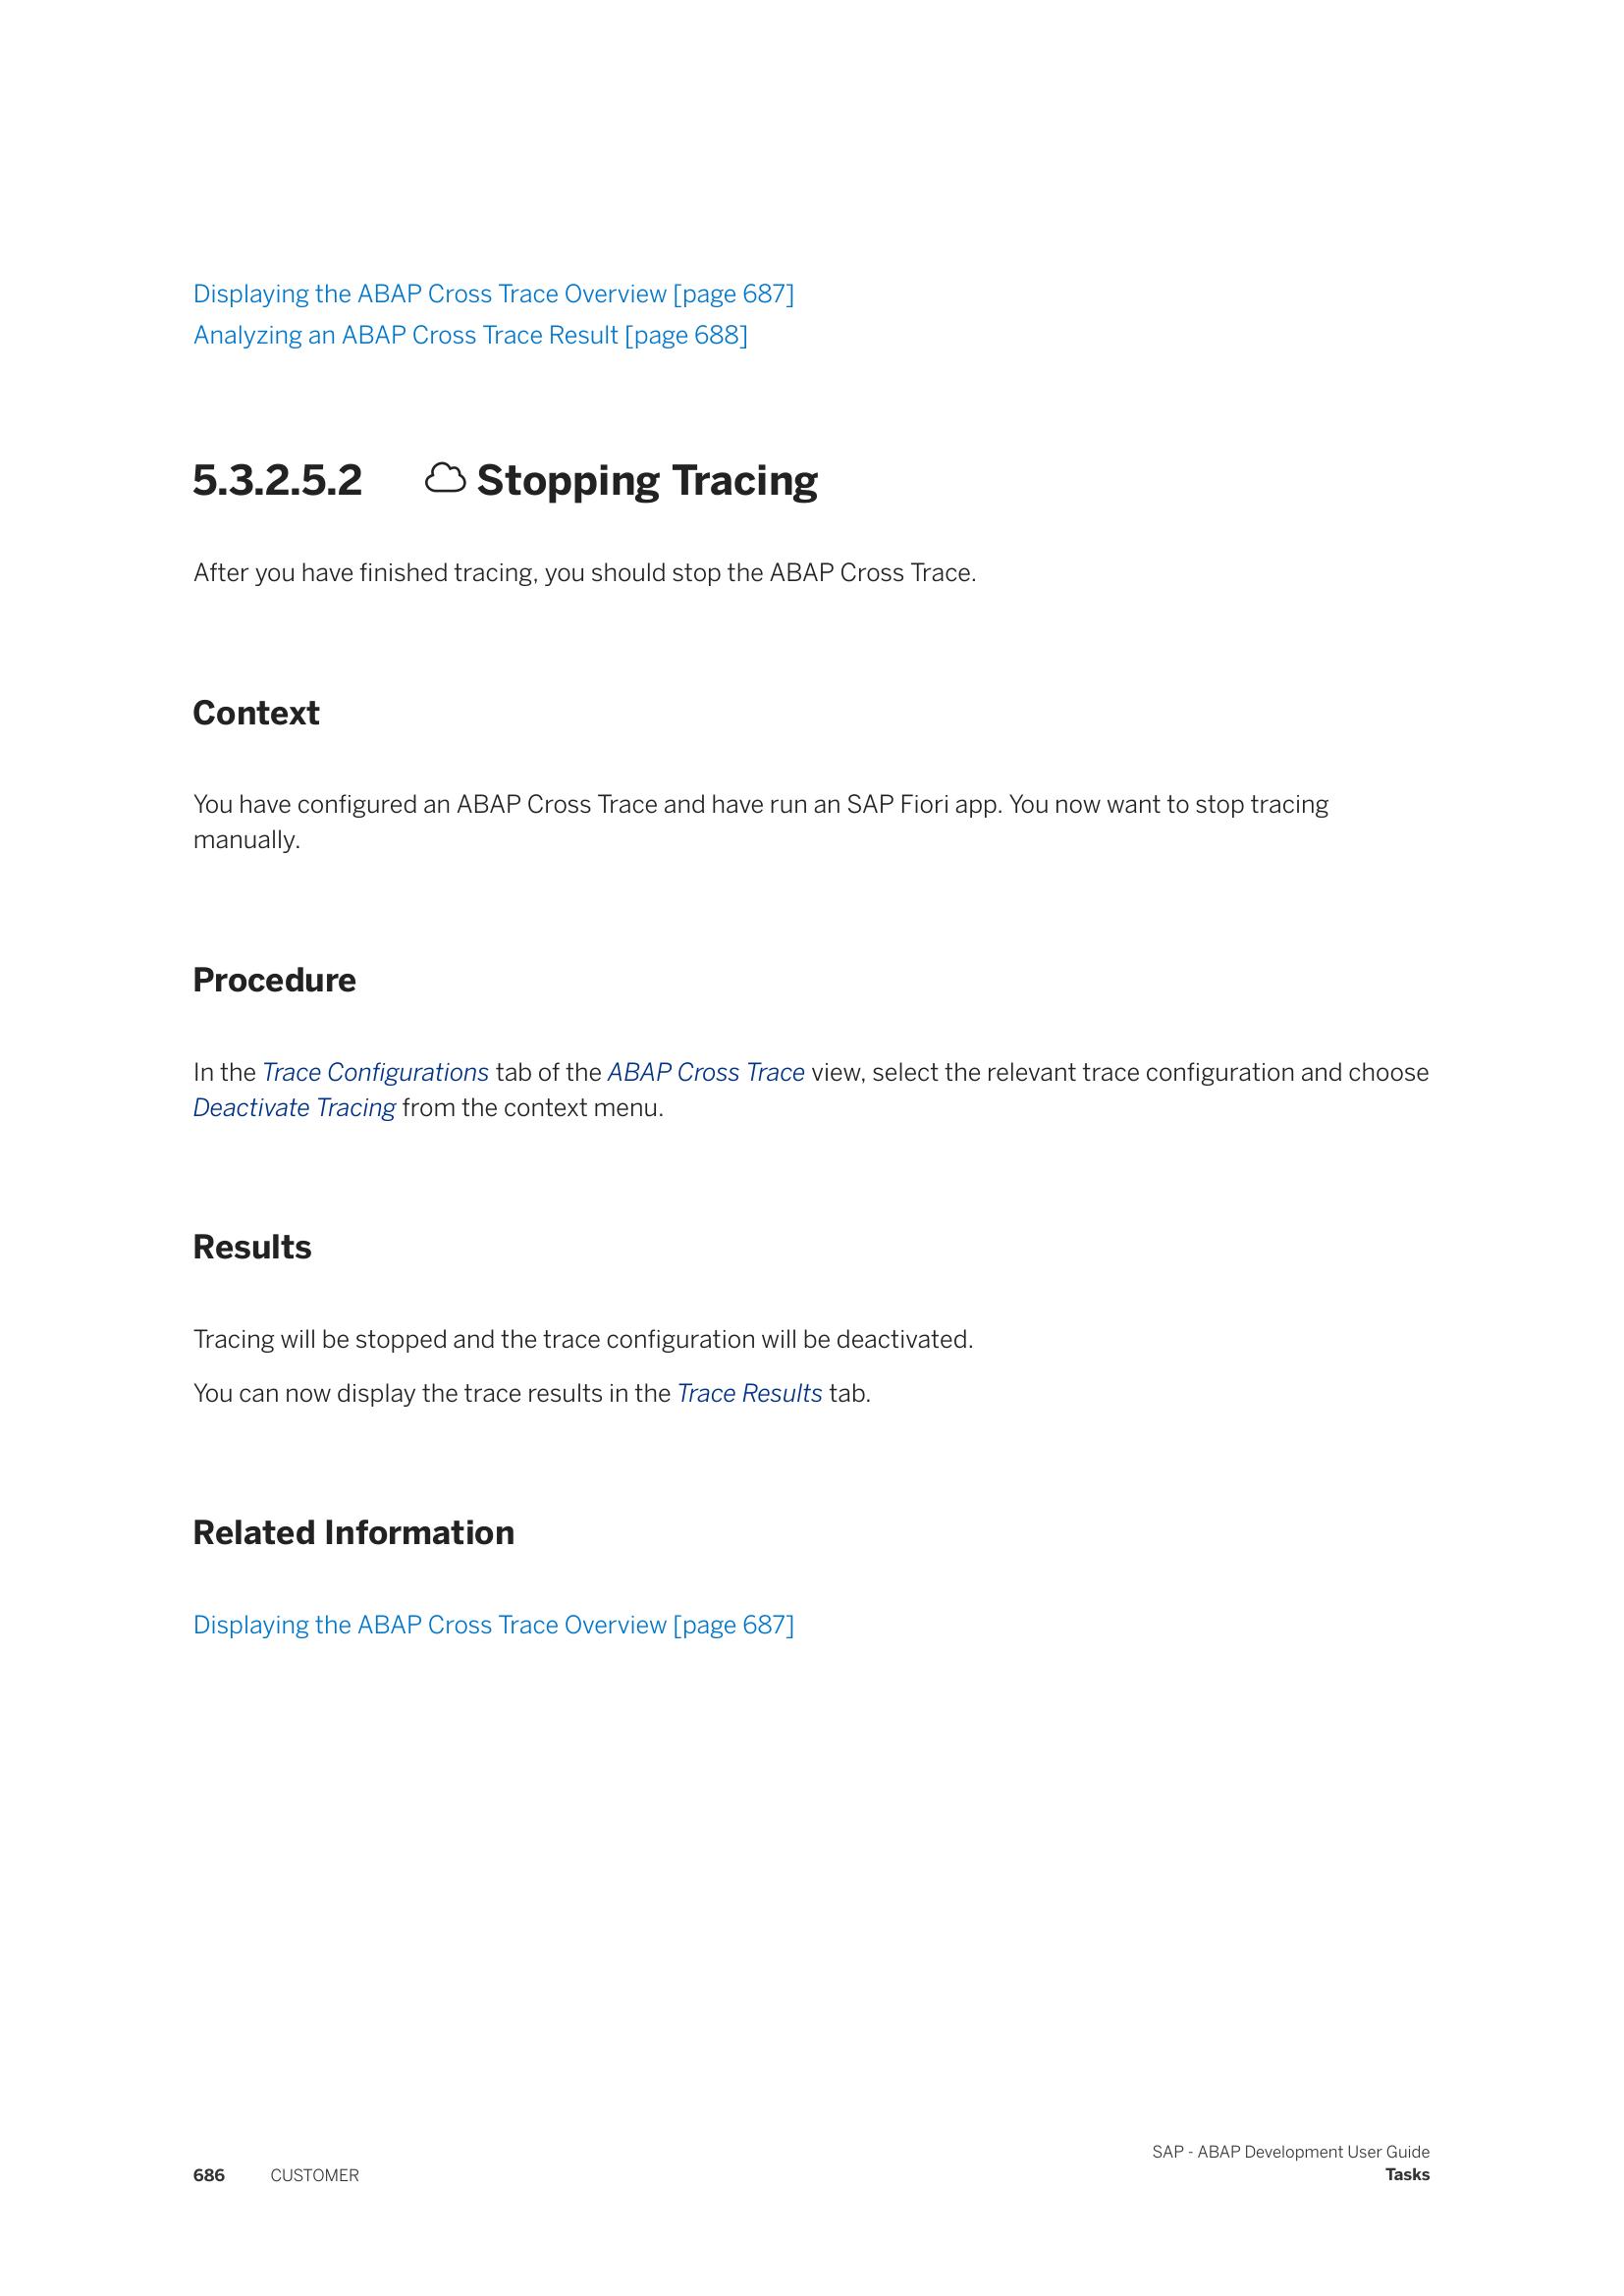 Displaying the ABAP Cross Trace Overview [page 687]
Analyzing an ABAP Cross Trace Result [page 688]
5.3.2.5.2 Stopping Tracing
After you have finished tracing, you should stop the ABAP Cross Trace.
Context
You have configured an ABAP Cross Trace and have run an SAP Fiori app. You now want to stop tracing
manually.
Procedure
In the Trace Configurations tab of the ABAP Cross Trace view, select the relevant trace configuration and choose
Deactivate Tracing from the context menu.
Results
Tracing will be stopped and the trace configuration will be deactivated.
You can now display the trace results in the Trace Results tab.
Related Information
Displaying the ABAP Cross Trace Overview [page 687]
SAP - ABAP Development User Guide
686 CUSTOMER Tasks